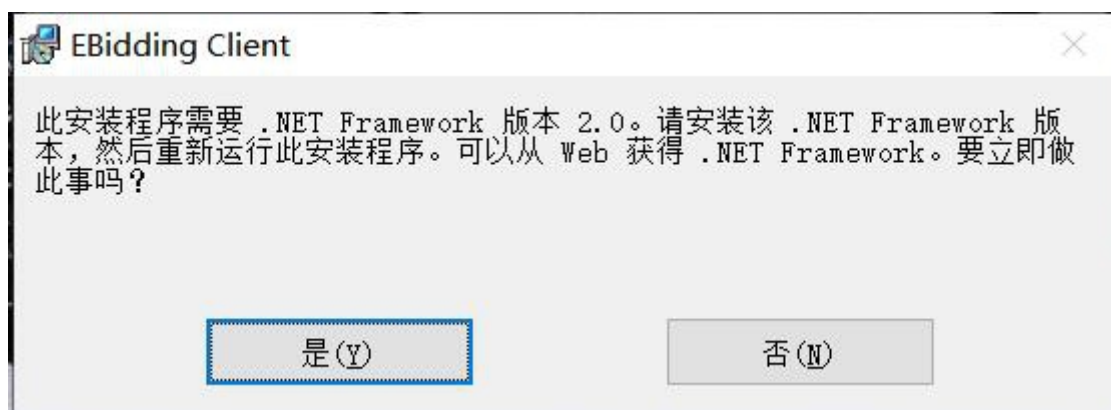 EBidding Client
此安装程序需要 .NET Framework 版本 2.0。请安装该 .NET Framework 版
本，然后重新运行此安装程序。可以从 Web 获得 .NET Framework。要立即做
此事吗？
是(Y)
否(N)